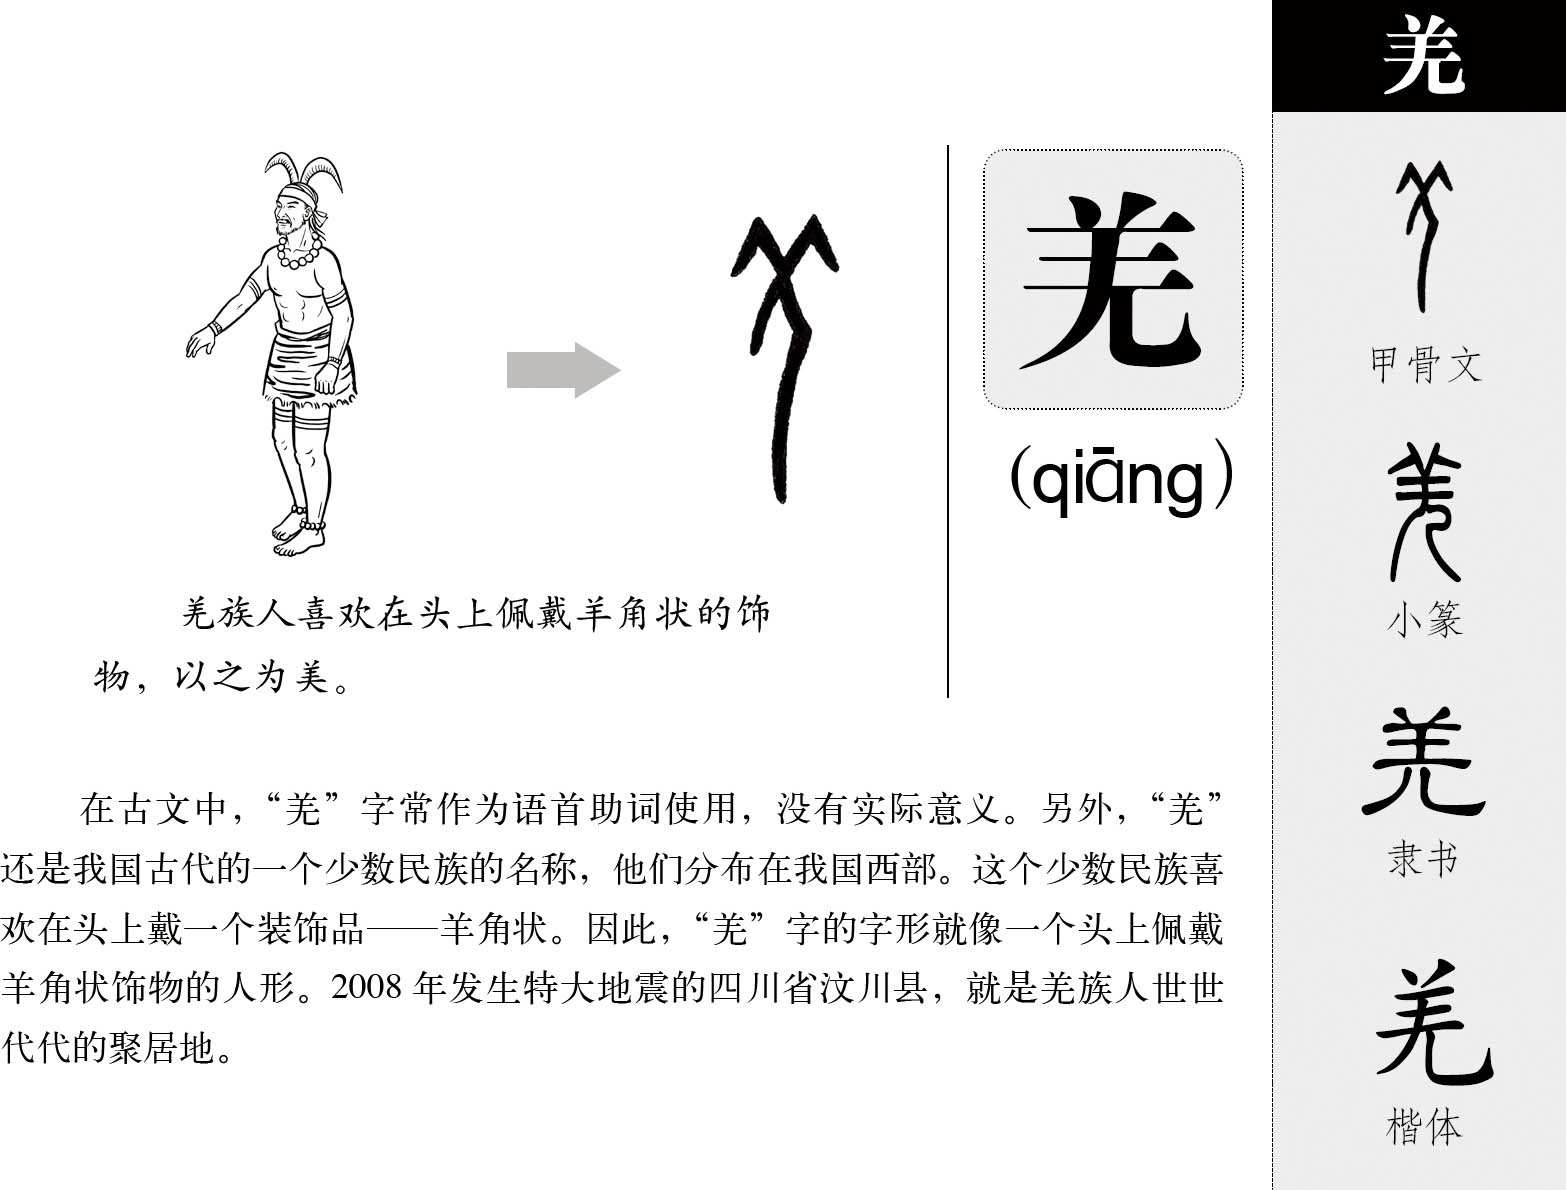 羌
羌
(qiāng)
羌族人喜欢在头上佩戴羊角状的饰
物，以之为美。
在古文中，“羌”字常作为语首助词使用，没有实际意义。另外，“羌”
还是我国古代的一个少数民族的名称，他们分布在我国西部。这个少数民族喜
欢在头上戴一个装饰品——羊角状。因此，“羌”字的字形就像一个头上佩戴
羊角状饰物的人形。2008 年发生特大地震的四川省汶川县，就是羌族人世世
代代的聚居地。
甲骨文
羌
小篆
羌
隶书
羌
楷体